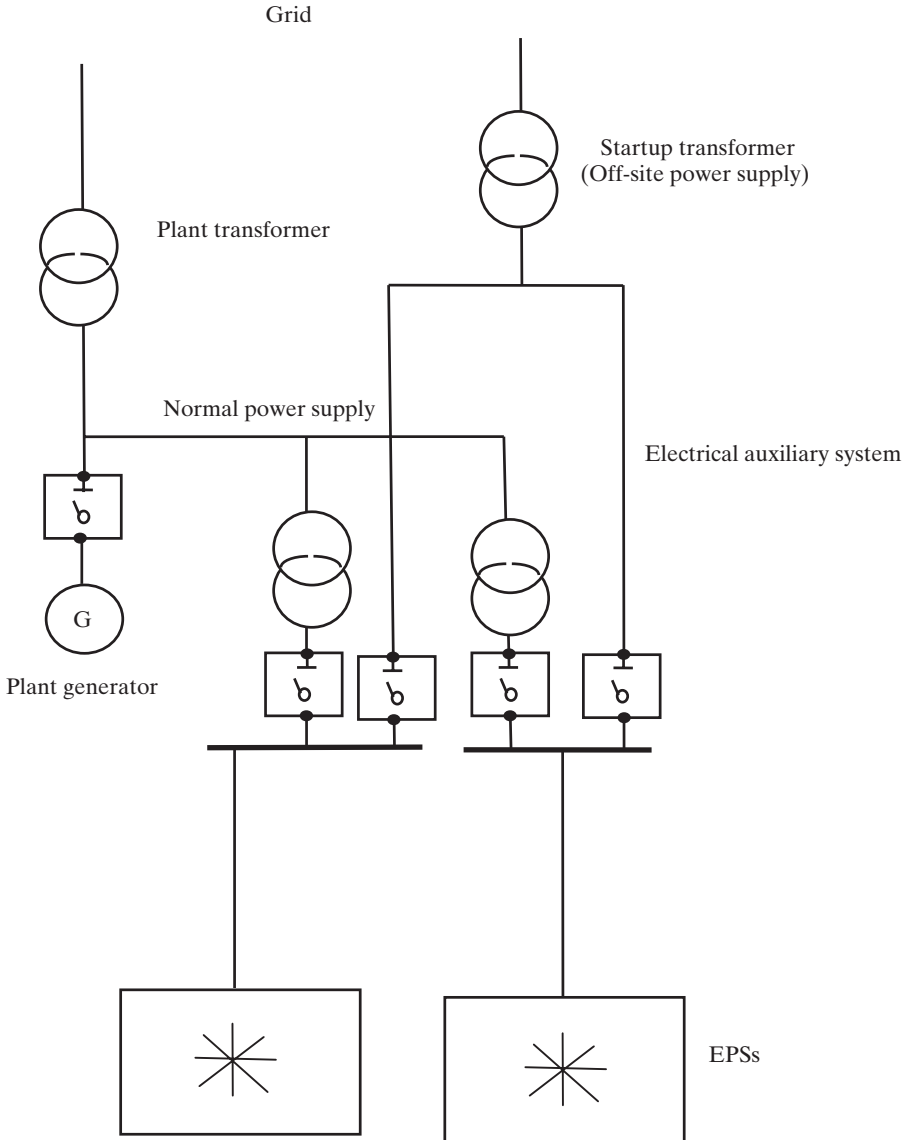 Grid
Startup transformer
(Off-site power supply)
Plant transformer
Normal power supply
Electrical auxiliary system
G
Plant generator
EPSs